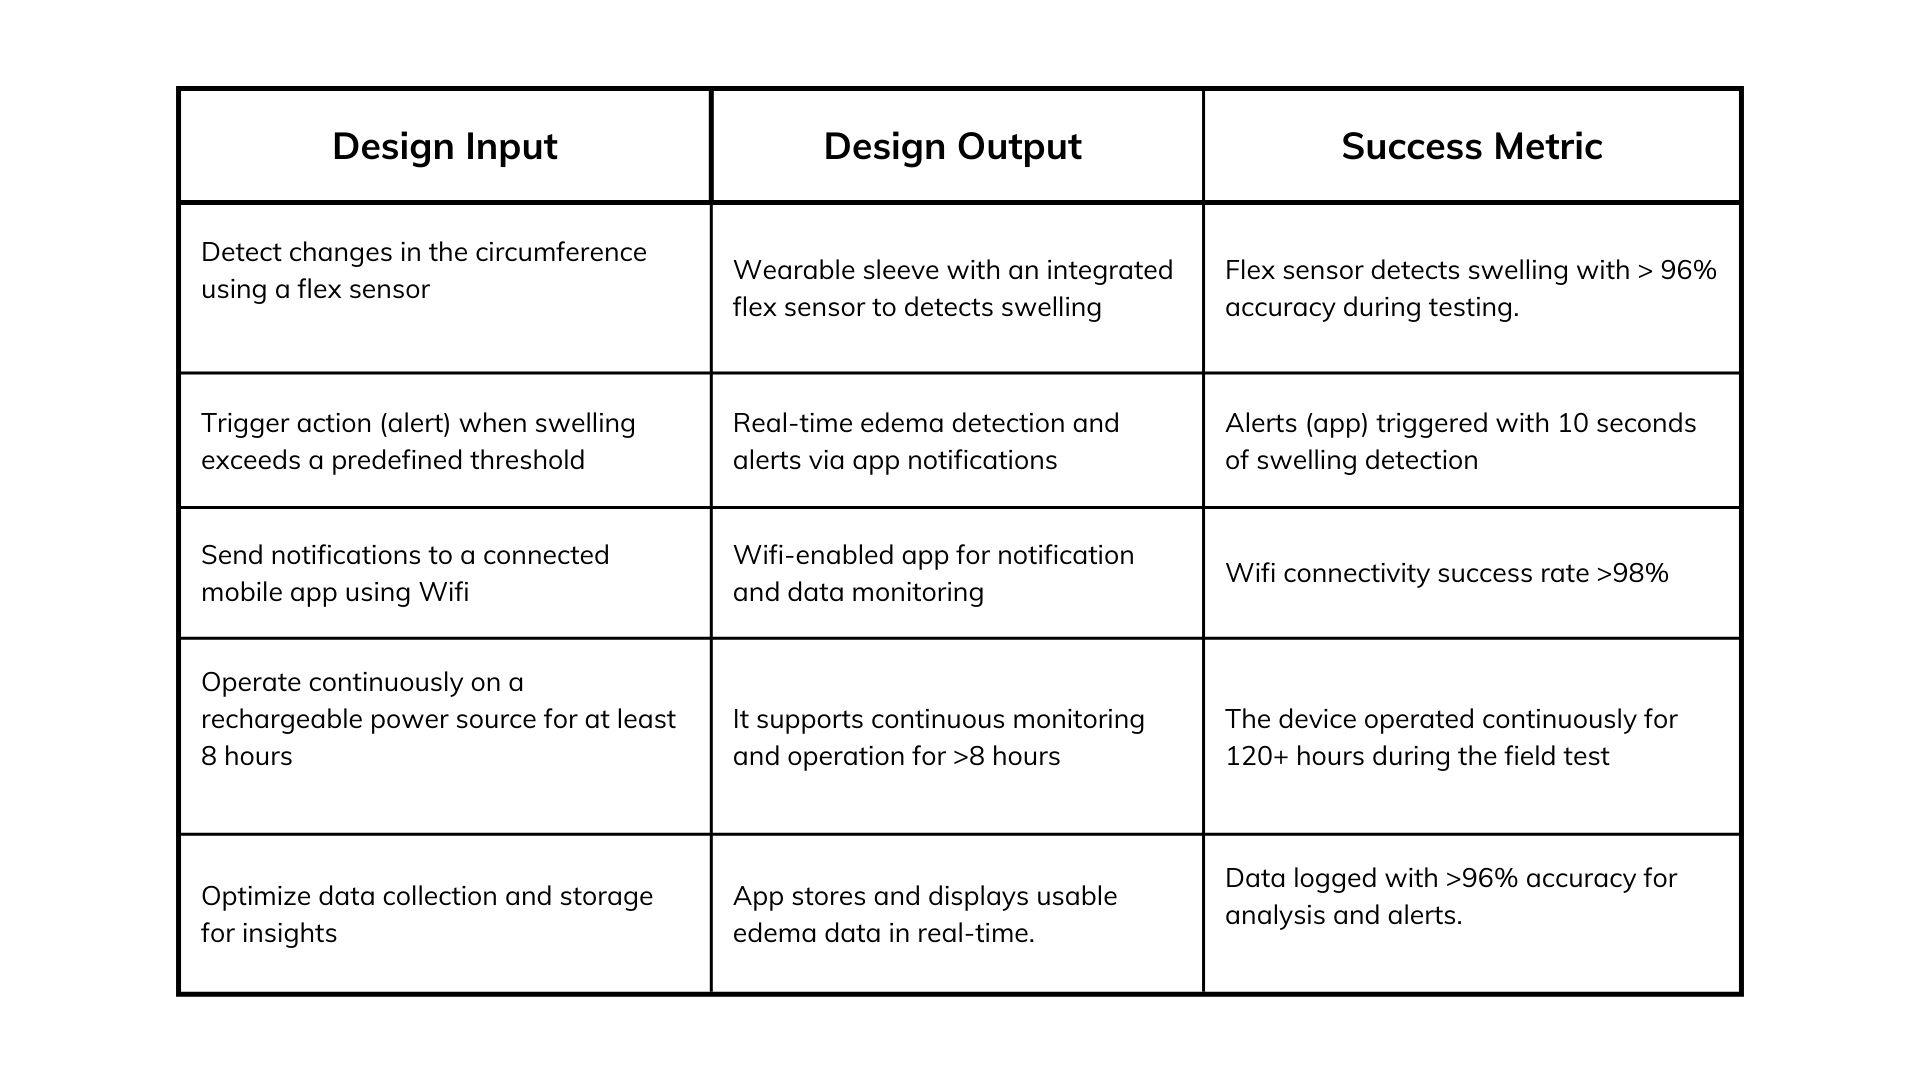 Design Input
Design Output
Success Metric
Detect changes in the circumference
using a flex sensor
Wearable sleeve with an integrated
flex sensor to detects swelling
Flex sensor detects swelling with > 96%
accuracy during testing.
Trigger action (alert) when swelling
exceeds a predefined threshold
Real-time edema detection and
alerts via app notifications
Alerts (app) triggered with 10 seconds
of swelling detection
Send notifications to a connected
mobile app using Wifi
Wifi-enabled app for notification
and data monitoring
Wifi connectivity success rate >98%
Operate continuously on a
rechargeable power source for at least
8 hours
It supports continuous monitoring
and operation for >8 hours
The device operated continuously for
120+ hours during the field test
Optimize data collection and storage
for insights
App stores and displays usable
edema data in real-time.
Data logged with >96% accuracy for
analysis and alerts.